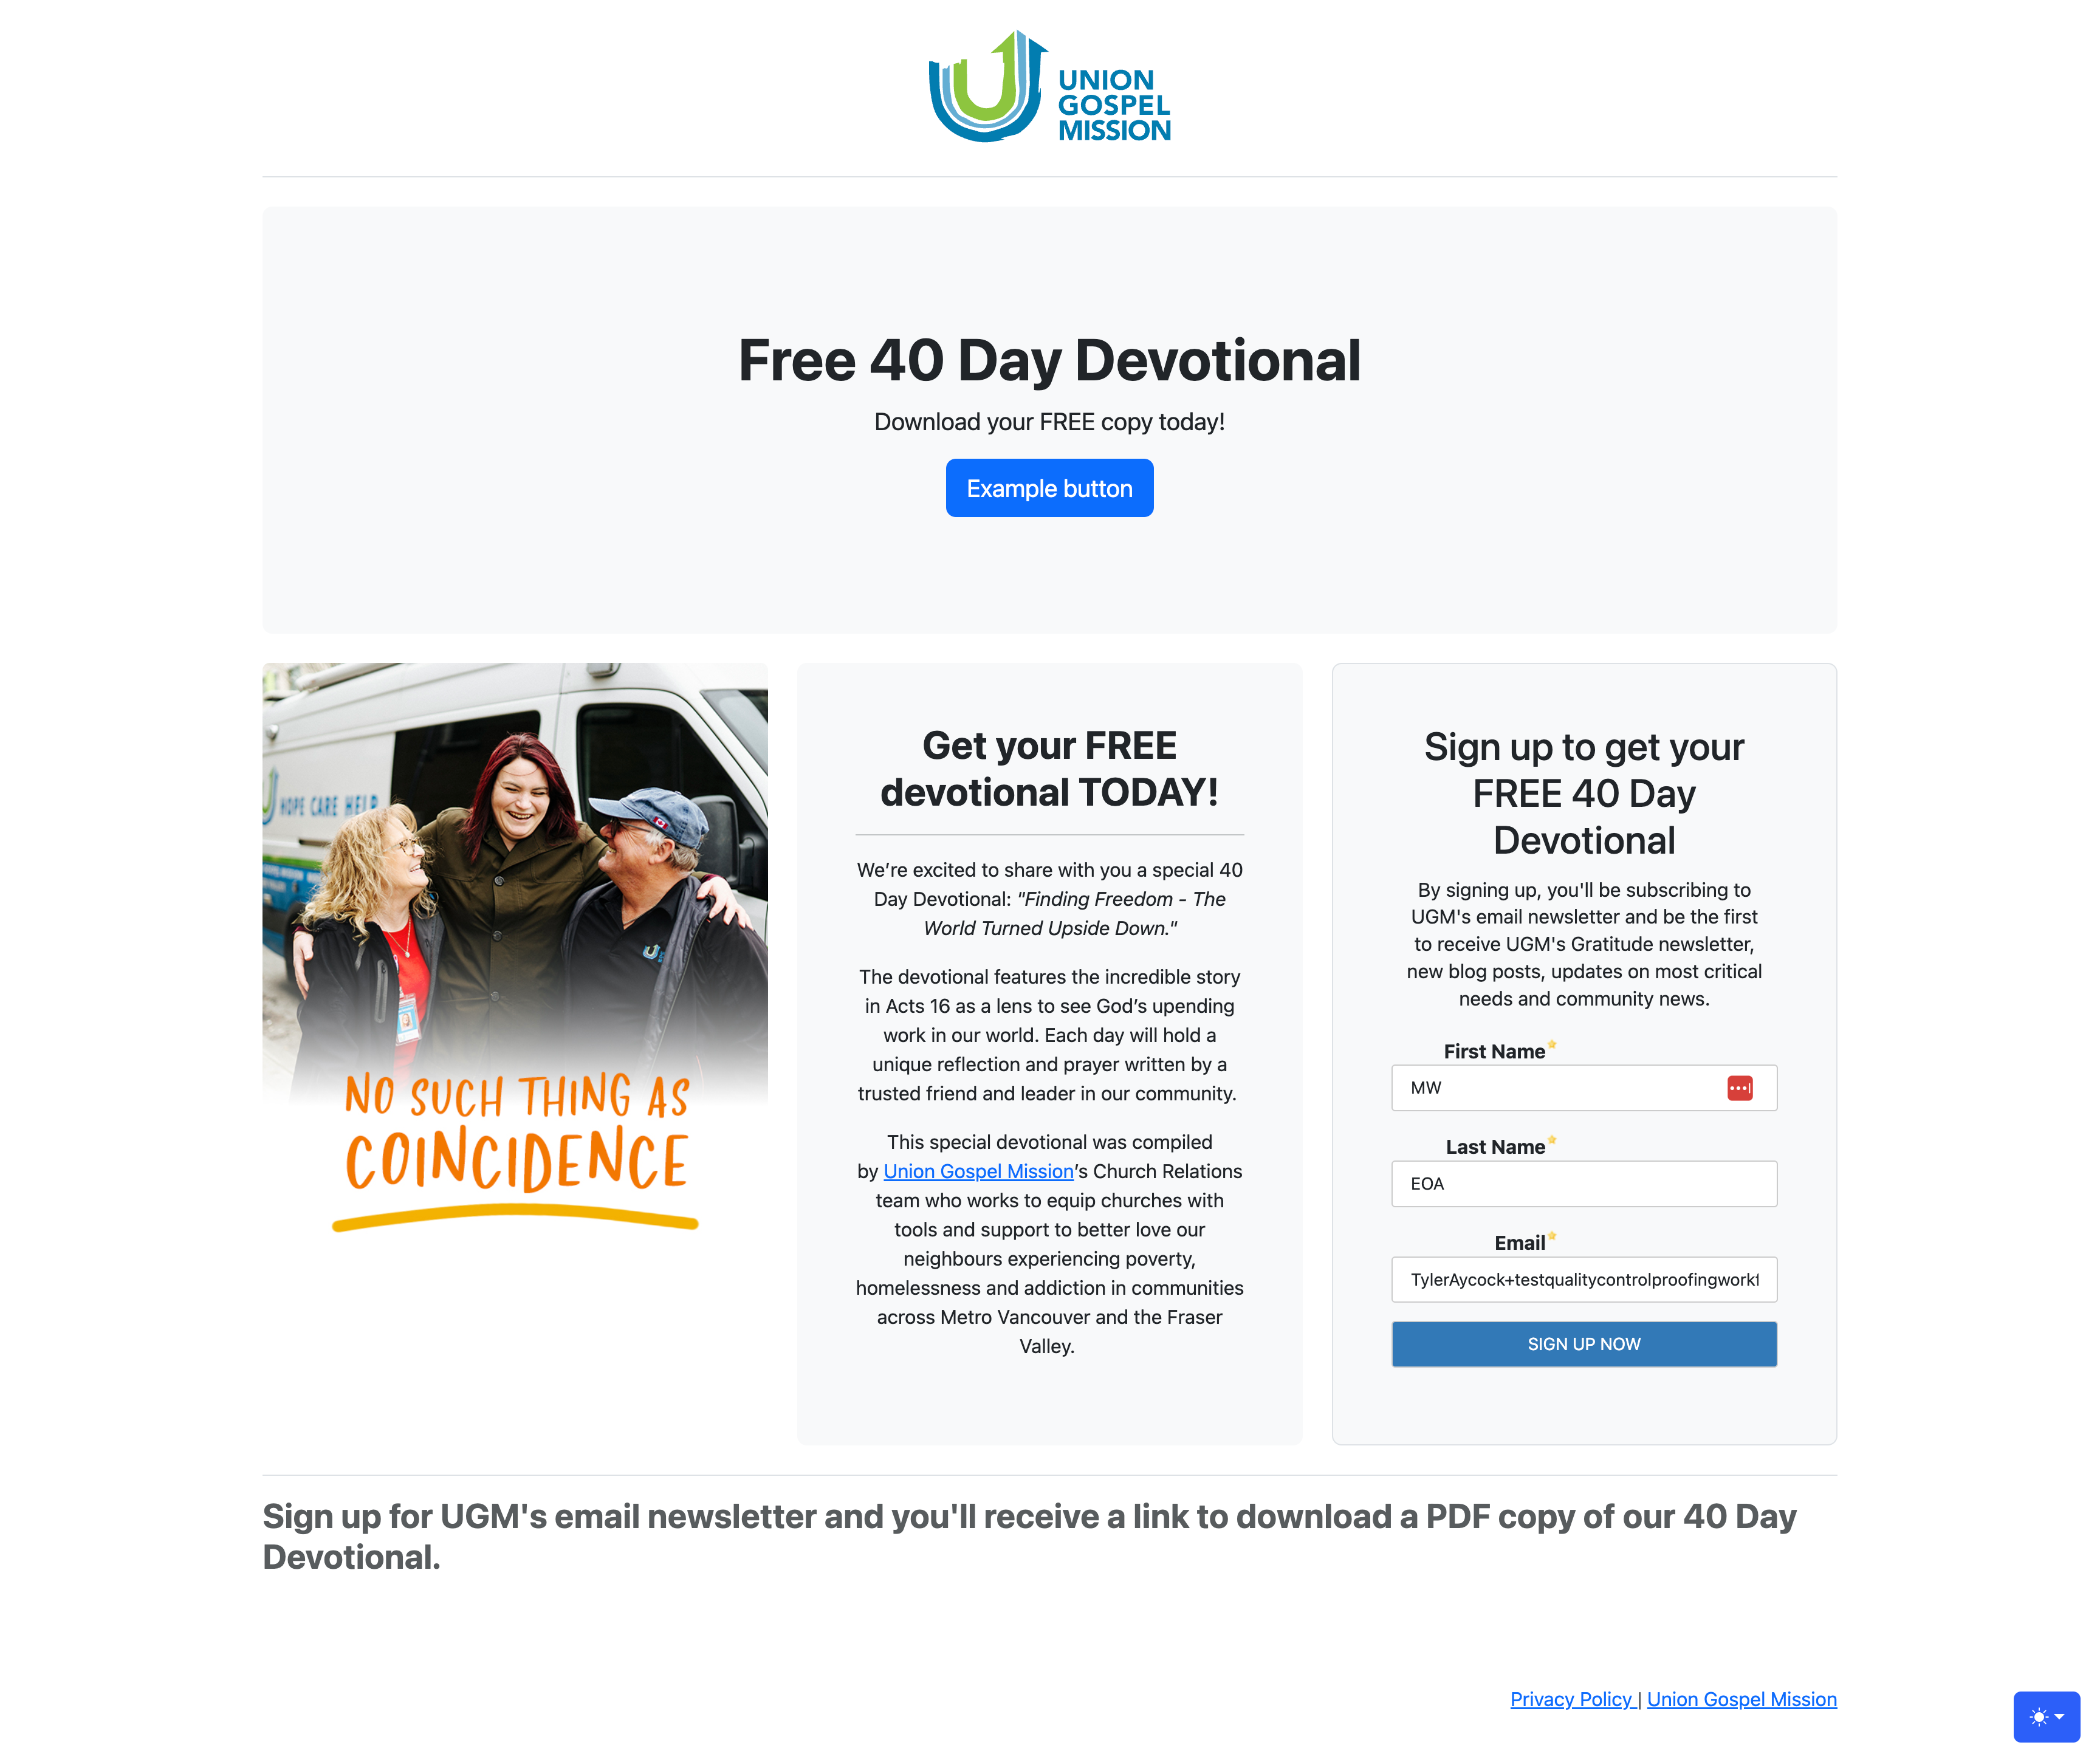 UNION
GOSPEL
MISSION
Free 40 Day Devotional
Download your FREE copy today!
Example button
HOPE CARE HELP
NO SUCH THING AS
COINCIDENCE
Get your FREE
devotional TODAY!
We’re excited to share with you a special 40
Day Devotional: "Finding Freedom - The
World Turned Upside Down."
The devotional features the incredible story
in Acts 16 as a lens to see God’s upending
work in our world. Each day will hold a
unique reflection and prayer written by a
trusted friend and leader in our community.
This special devotional was compiled
by Union Gospel Mission’s Church Relations
team who works to equip churches with
tools and support to better love our
neighbours experiencing poverty,
homelessness and addiction in communities
across Metro Vancouver and the Fraser
Valley.
Sign up to get your
FREE 40 Day
Devotional
By signing up, you'll be subscribing to
UGM's email newsletter and be the first
to receive UGM's Gratitude newsletter,
new blog posts, updates on most critical
needs and community news.
First Name
MW
Last Name
EOA
Email
TylerAycock+testqualitycontrolproofingworkf
SIGN UP NOW
Sign up for UGM's email newsletter and you'll receive a link to download a PDF copy of our 40 Day
Devotional.
Privacy Policy | Union Gospel Mission